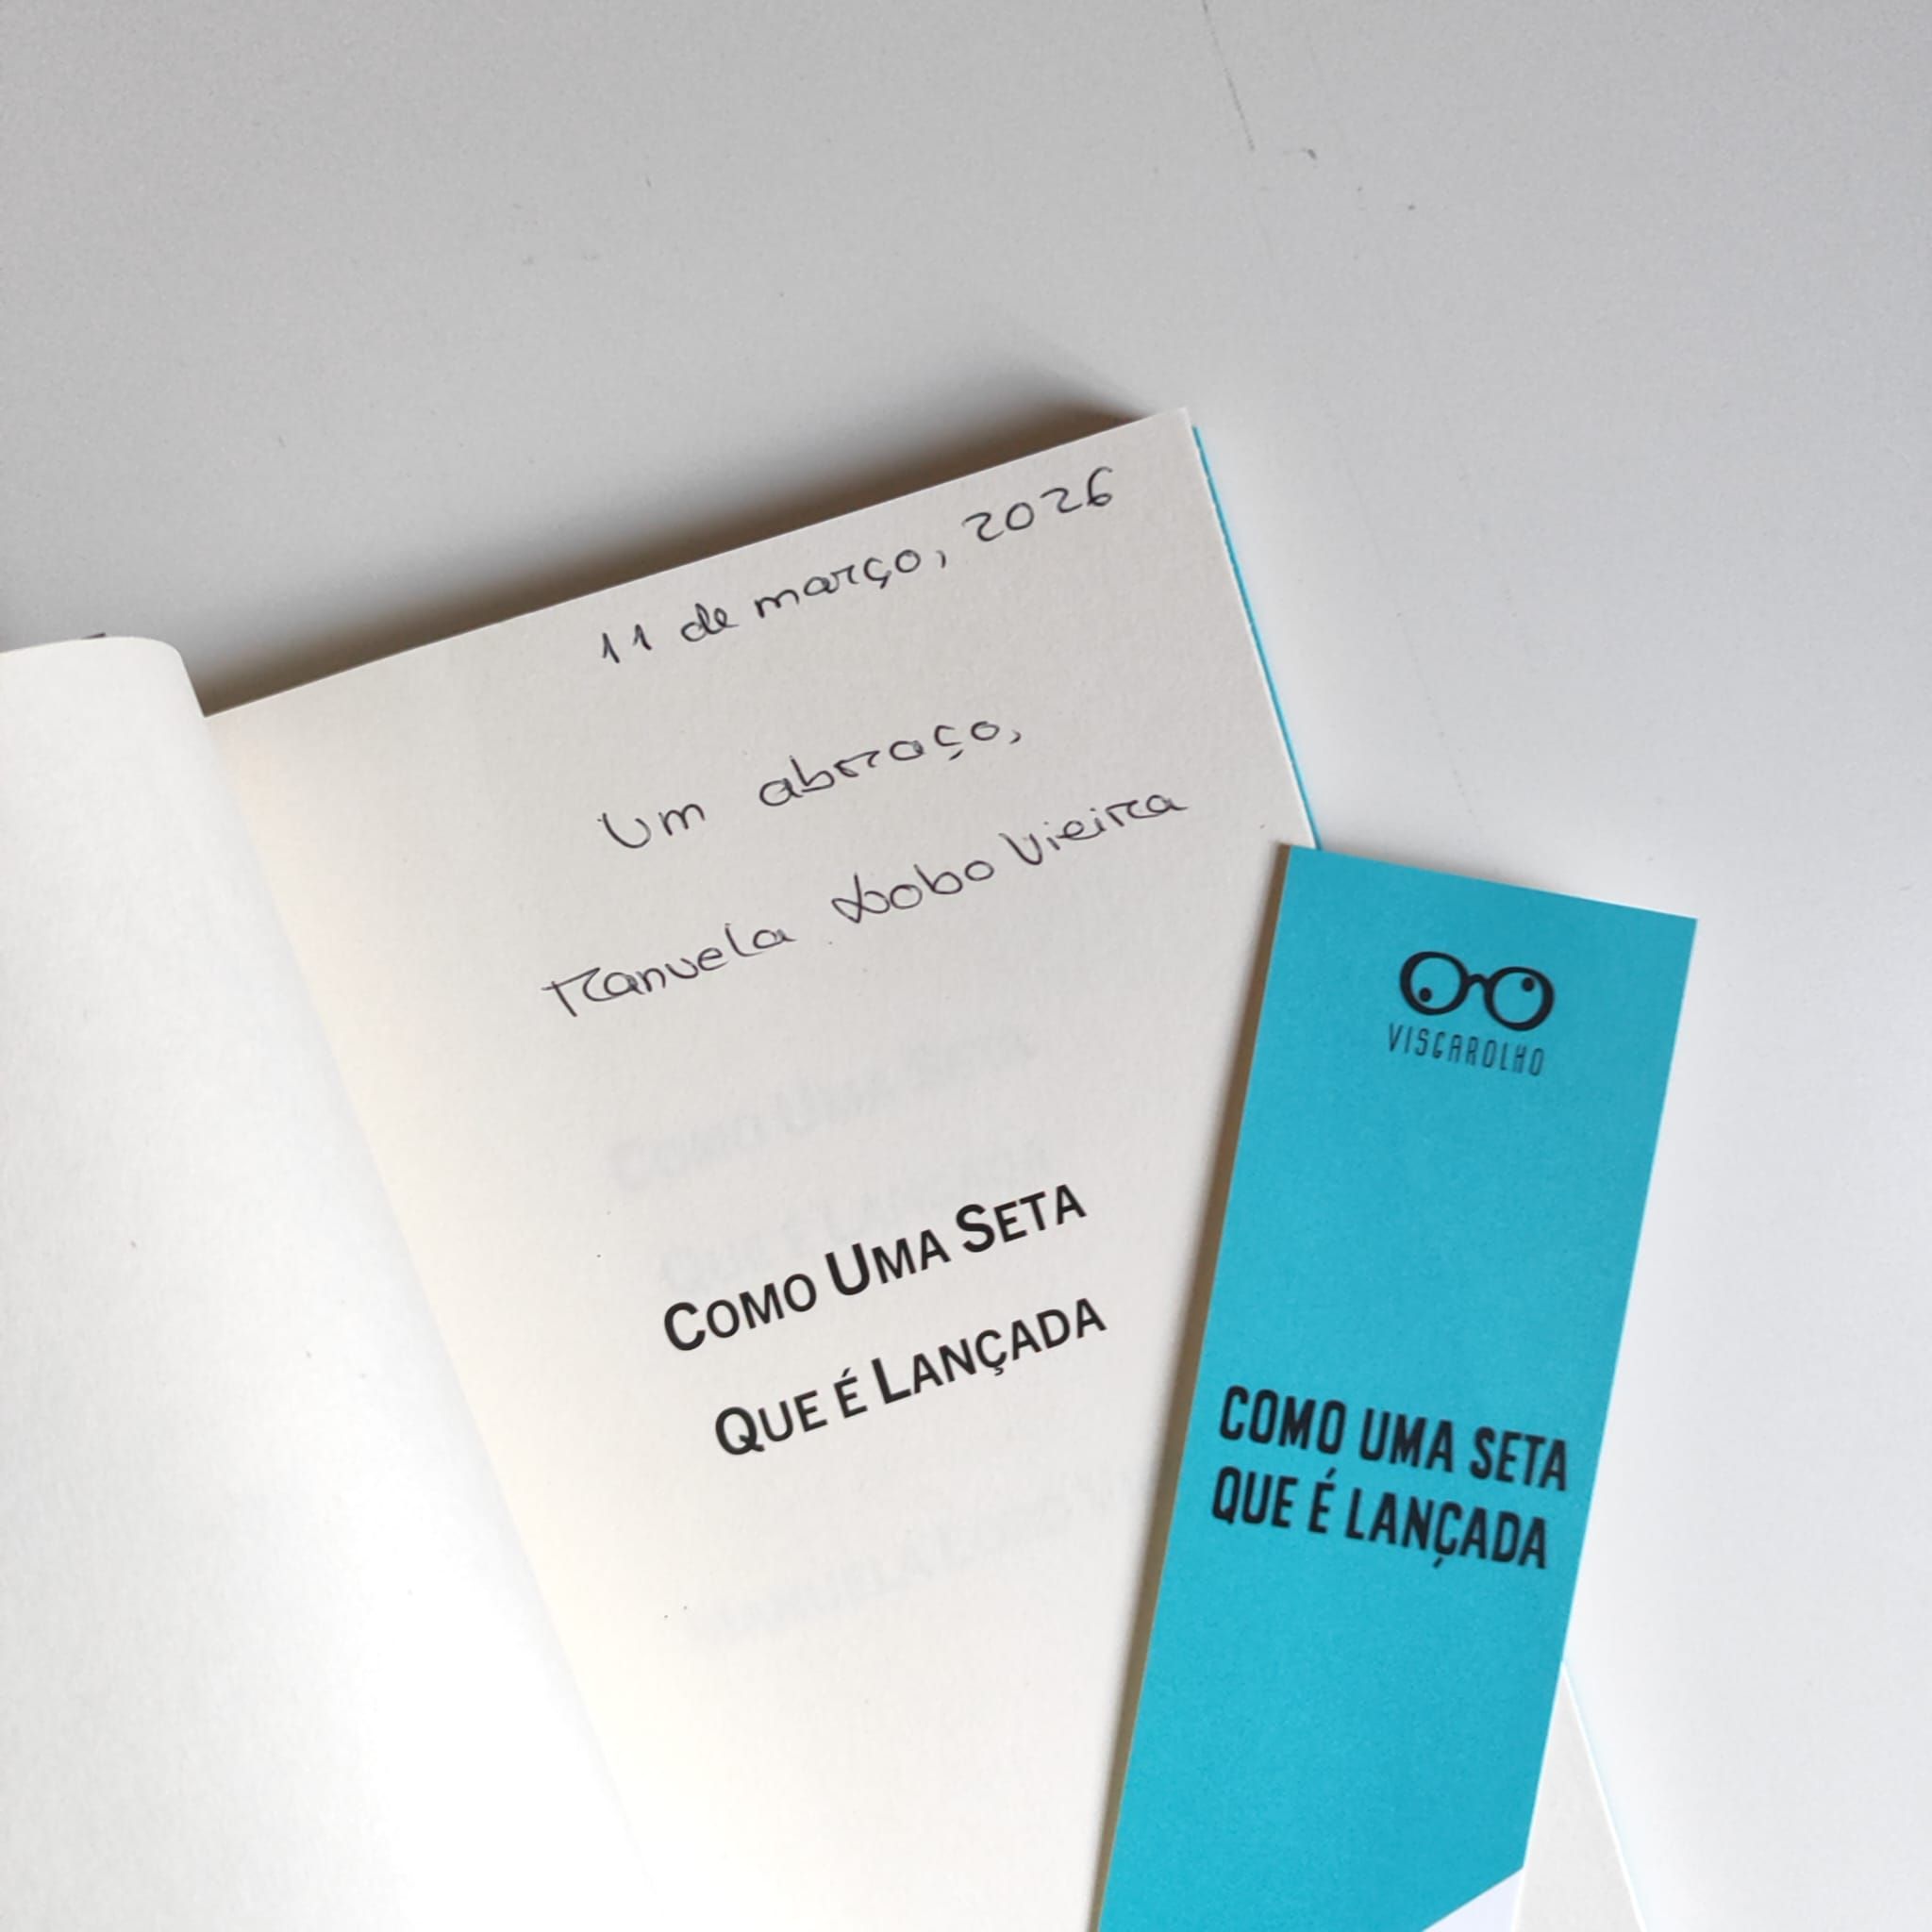 11 de março, 2026
Um abraço,
Manuela Lobo Vieira
COMO UMA SETA
QUE É LANÇADA
VISGAROLHO
COMO UMA SETA
QUE É LANÇADA